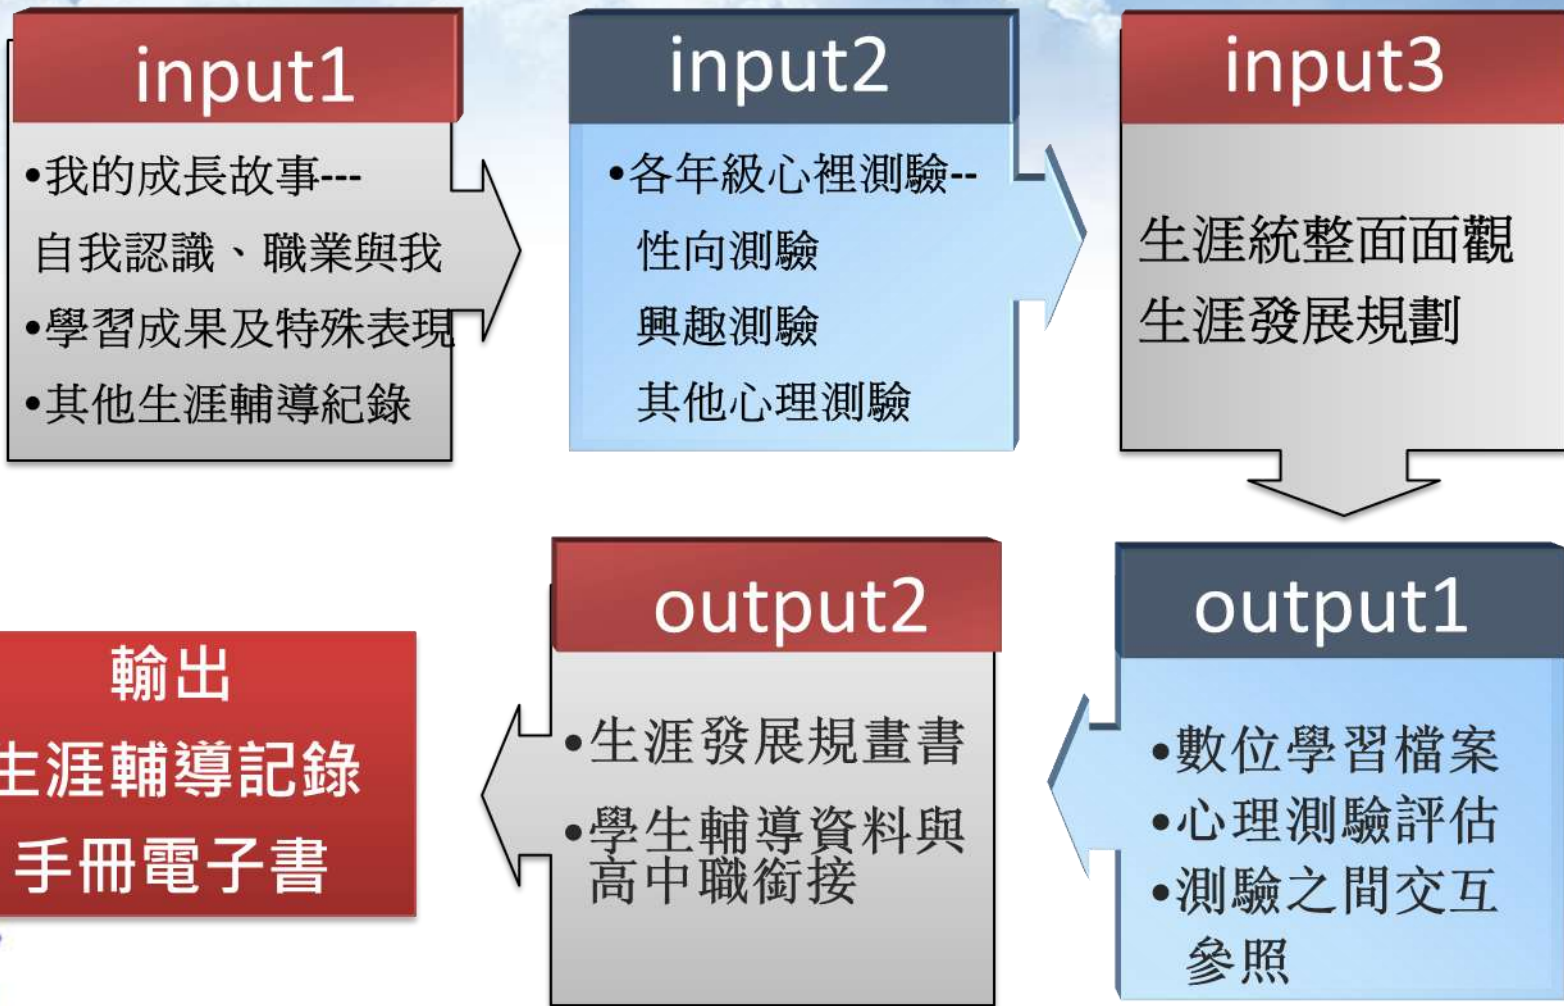 input1
•我的成長故事---
自我認識、職業與我
•學習成果及特殊表現
•其他生涯輔導紀錄
input2
•各年級心裡測驗--
性向測驗
興趣測驗
其他心理測驗
input3
生涯統整面面觀
生涯發展規劃
output1
•數位學習檔案
•心理測驗評估
•測驗之間交互
參照
output2
•生涯發展規畫書
•學生輔導資料與
高中職銜接
輸出
生涯輔導記錄
手冊電子書